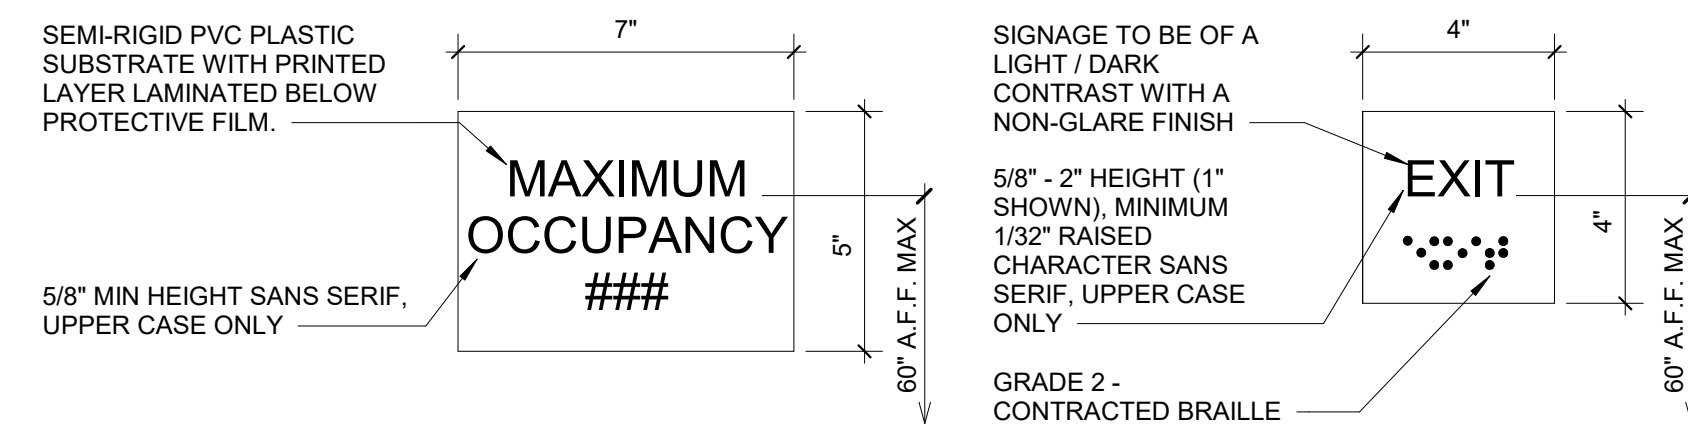 SEMI-RIGID PVC PLASTIC
SUBSTRATE WITH PRINTED
LAYER LAMINATED BELOW
PROTECTIVE FILM.
5/8" MIN HEIGHT SANS SERIF,
UPPER CASE ONLY
7"
MAXIMUM
OCCUPANCY
###
5"
60" A.F.F. MAX
SIGNAGE TO BE OF A
LIGHT / DARK
CONTRAST WITH A
NON-GLARE FINISH
5/8" - 2" HEIGHT (1"
SHOWN), MINIMUM
1/32" RAISED
CHARACTER SANS
SERIF, UPPER CASE
ONLY
GRADE 2 -
CONTRACTED BRAILLE
4"
EXIT
⠑⠭⠊⠞
4"
60" A.F.F. MAX